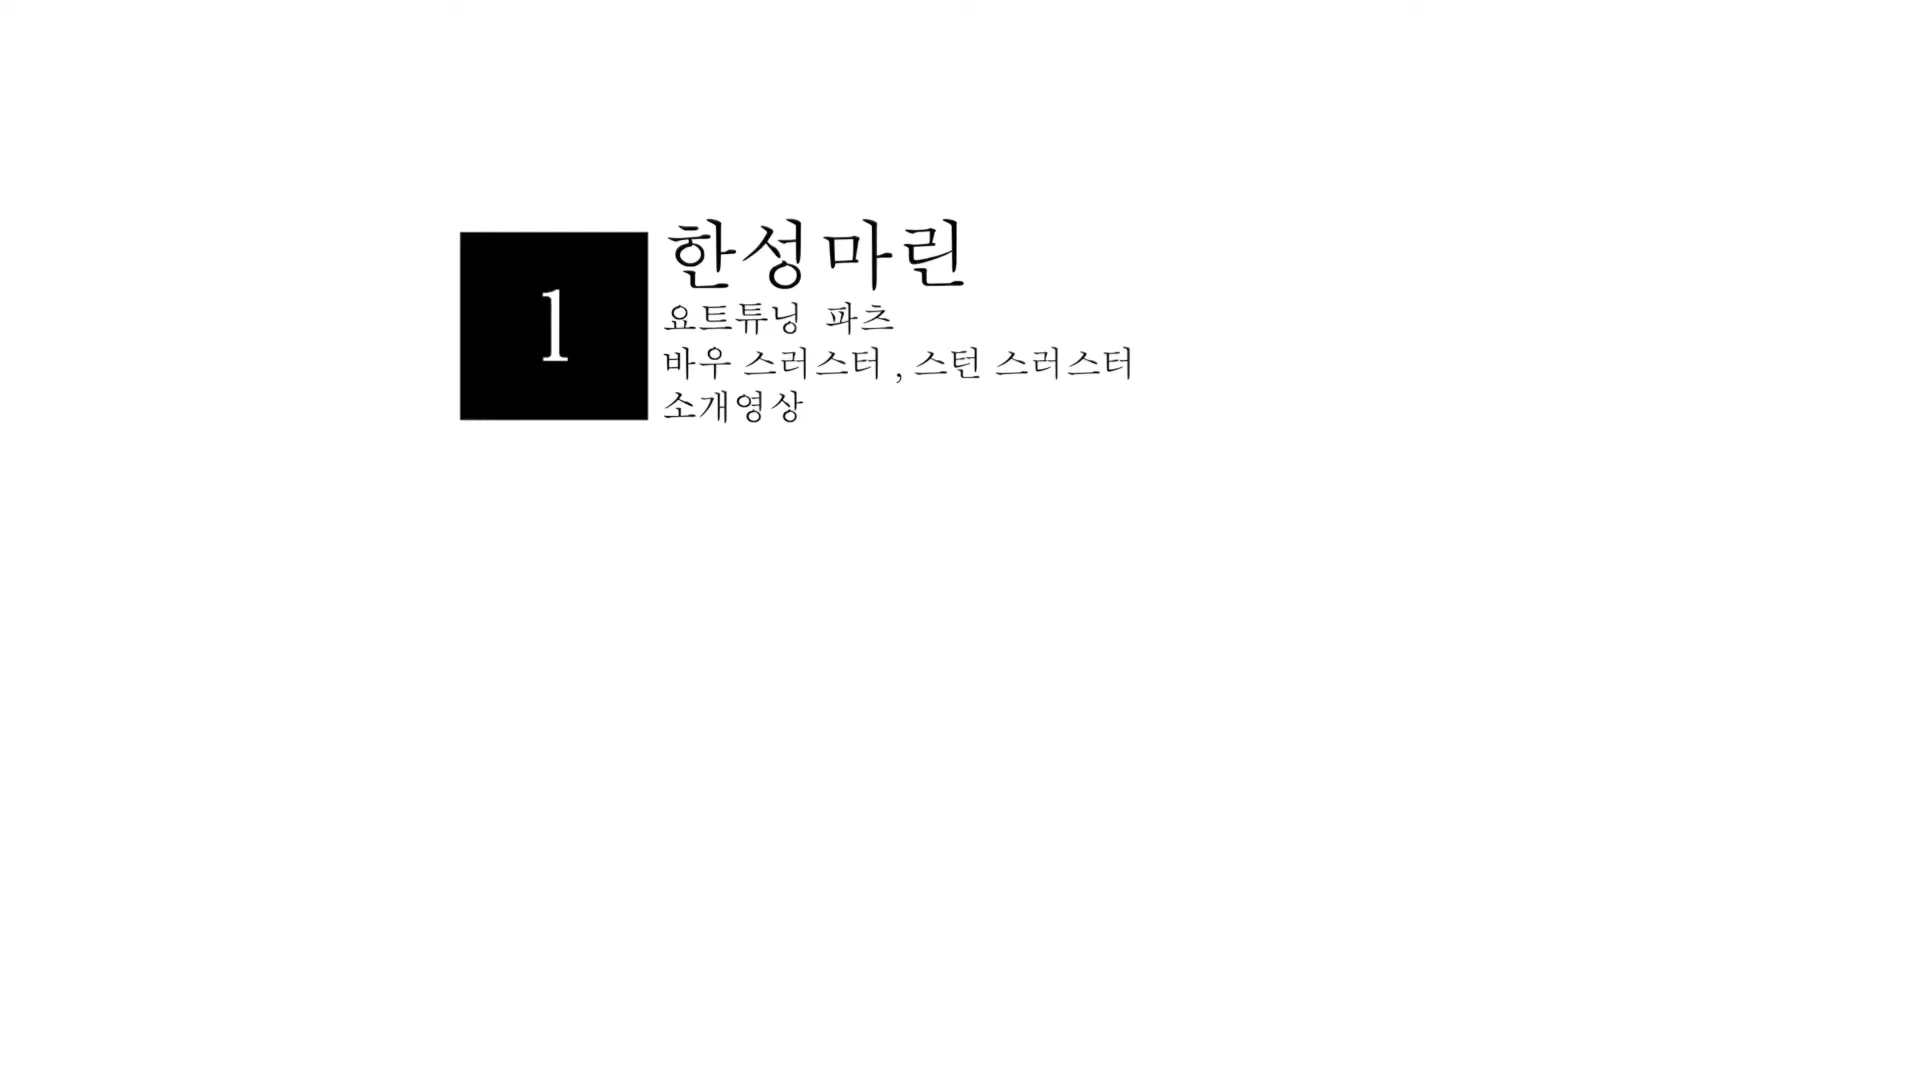 1
한성마린
요트튜닝 파츠
바우 스러스터 , 스턴 스러스터
소개영상